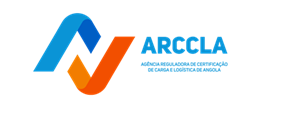 ARCCLA
AGÊNCIA REGULADORA DE CERTIFICAÇÃO
DE CARGA E LOGÍSTICA DE ANGOLA